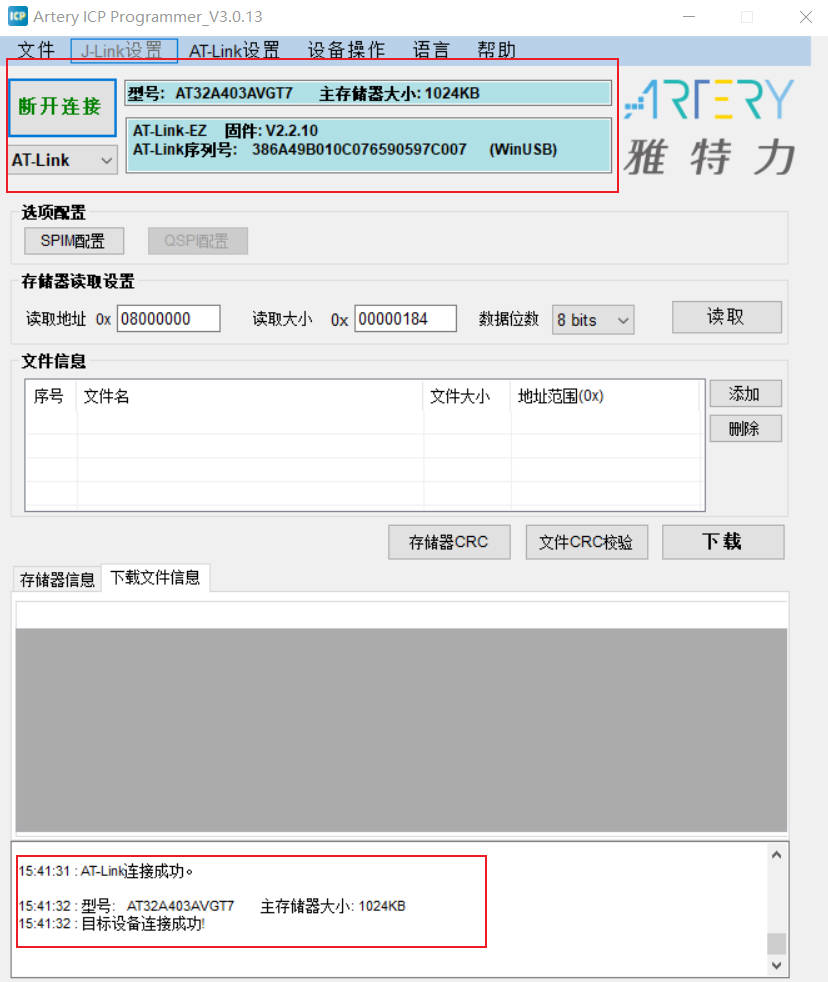 Artery ICP Programmer_V3.0.13
文件 J-Link设置 AT-Link设置 设备操作 语言 帮助
断开连接
型号: AT32A403AVGT7 主存储器大小: 1024KB
AT-Link-EZ 固件: V2.2.10
AT-Link序列号: 386A49B010C076590597C007 (WinUSB)
AT-Link
ARTERY
雅特力
选项配置
SPIM配置 QSPI配置
存储器读取设置
读取地址 0x 08000000 读取大小 0x 00000184 数据位数 8 bits 读取
文件信息
序号 文件名 文件大小 地址范围(0x)
添加
删除
存储器CRC 文件CRC校验 下载
存储器信息 下载文件信息
15:41:31 : AT-Link连接成功。
15:41:32 : 型号: AT32A403AVGT7 主存储器大小: 1024KB
15:41:32 : 目标设备连接成功!